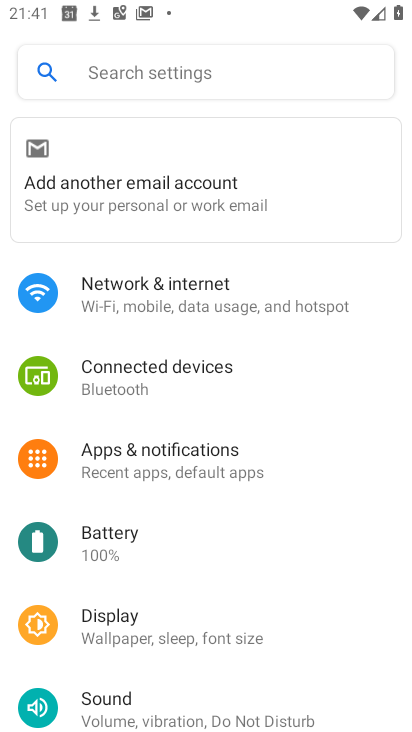 21:41
31
Search settings
Add another email account
Set up your personal or work email
Network & internet
Wi-Fi, mobile, data usage, and hotspot
Connected devices
Bluetooth
Apps & notifications
Recent apps, default apps
Battery
100%
Display
Wallpaper, sleep, font size
Sound
Volume, vibration, Do Not Disturb